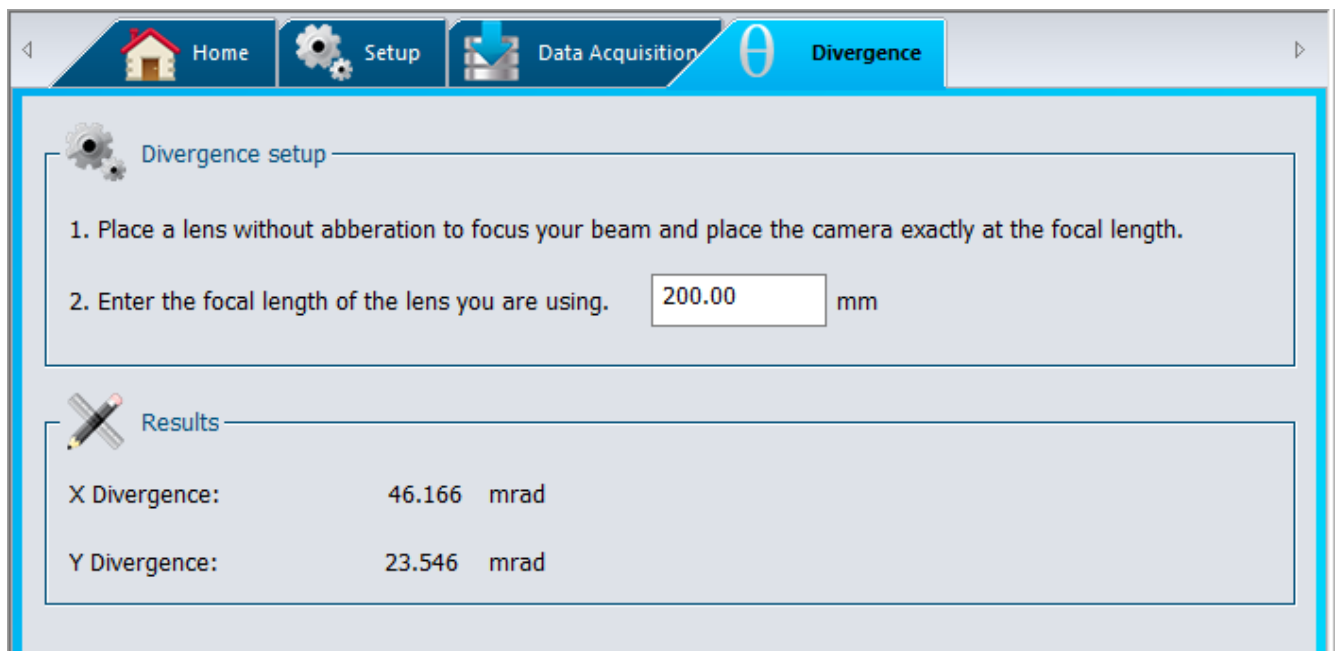 Home Setup Data Acquisition θ Divergence
Divergence setup
1. Place a lens without abberation to focus your beam and place the camera exactly at the focal length.
2. Enter the focal length of the lens you are using. 200.00 mm
Results
X Divergence: 46.166 mrad
Y Divergence: 23.546 mrad